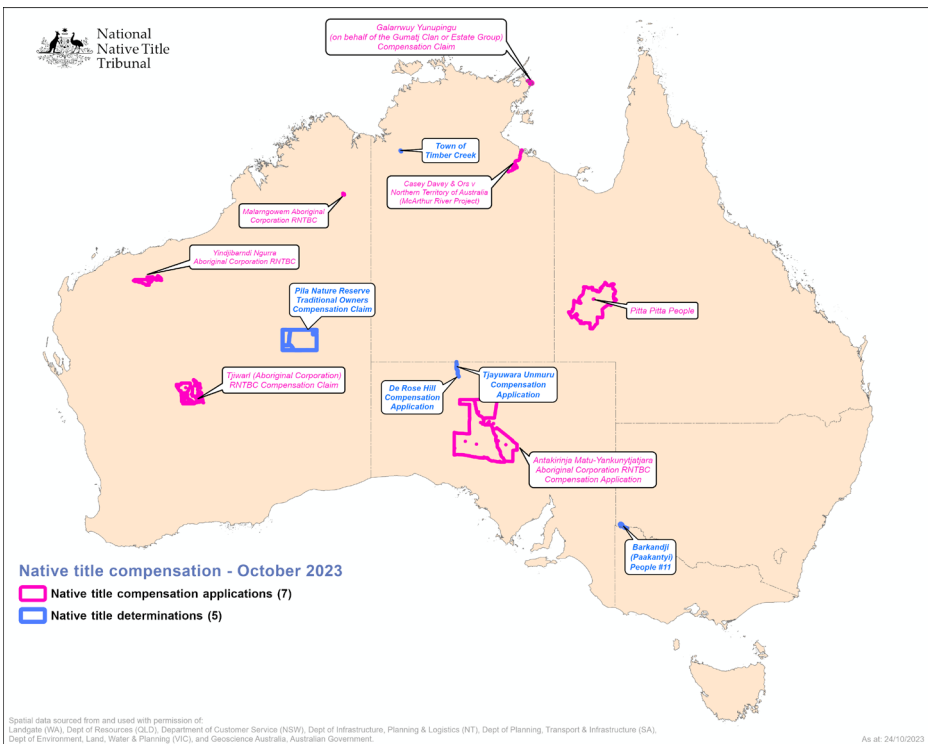 National
Native Title
Tribunal
Galarrwuy Yunupingu
(on behalf of the Gumatj Clan or Estate Group)
Compensation Claim
Town of
Timber Creek
Casey Davey & Ors v
Northern Territory of Australia
(McArthur River Project)
Malarngowem Aboriginal
Corporation RNTBC
Yindjibarndi Ngurra
Aboriginal Corporation RNTBC
Pila Nature Reserve
Traditional Owners
Compensation Claim
Pitta Pitta People
Tjiwarl (Aboriginal Corporation)
RNTBC Compensation Claim
De Rose Hill
Compensation
Application
Tjayuwara Unmuru
Compensation
Application
Antakirinja Matu-Yankunytjatjara
Aboriginal Corporation RNTBC
Compensation Application
Barkandji
(Paakantyi)
People #11
Native title compensation - October 2023
Native title compensation applications (7)
Native title determinations (5)
Spatial data sourced from and used with permission of:
Landgate (WA), Dept of Resources (QLD), Department of Customer Service (NSW), Dept of Infrastructure, Planning & Logistics (NT), Dept of Planning, Transport & Infrastructure (SA),
Dept of Environment, Land, Water & Planning (VIC), and Geoscience Australia, Australian Government.
As at: 24/10/2023